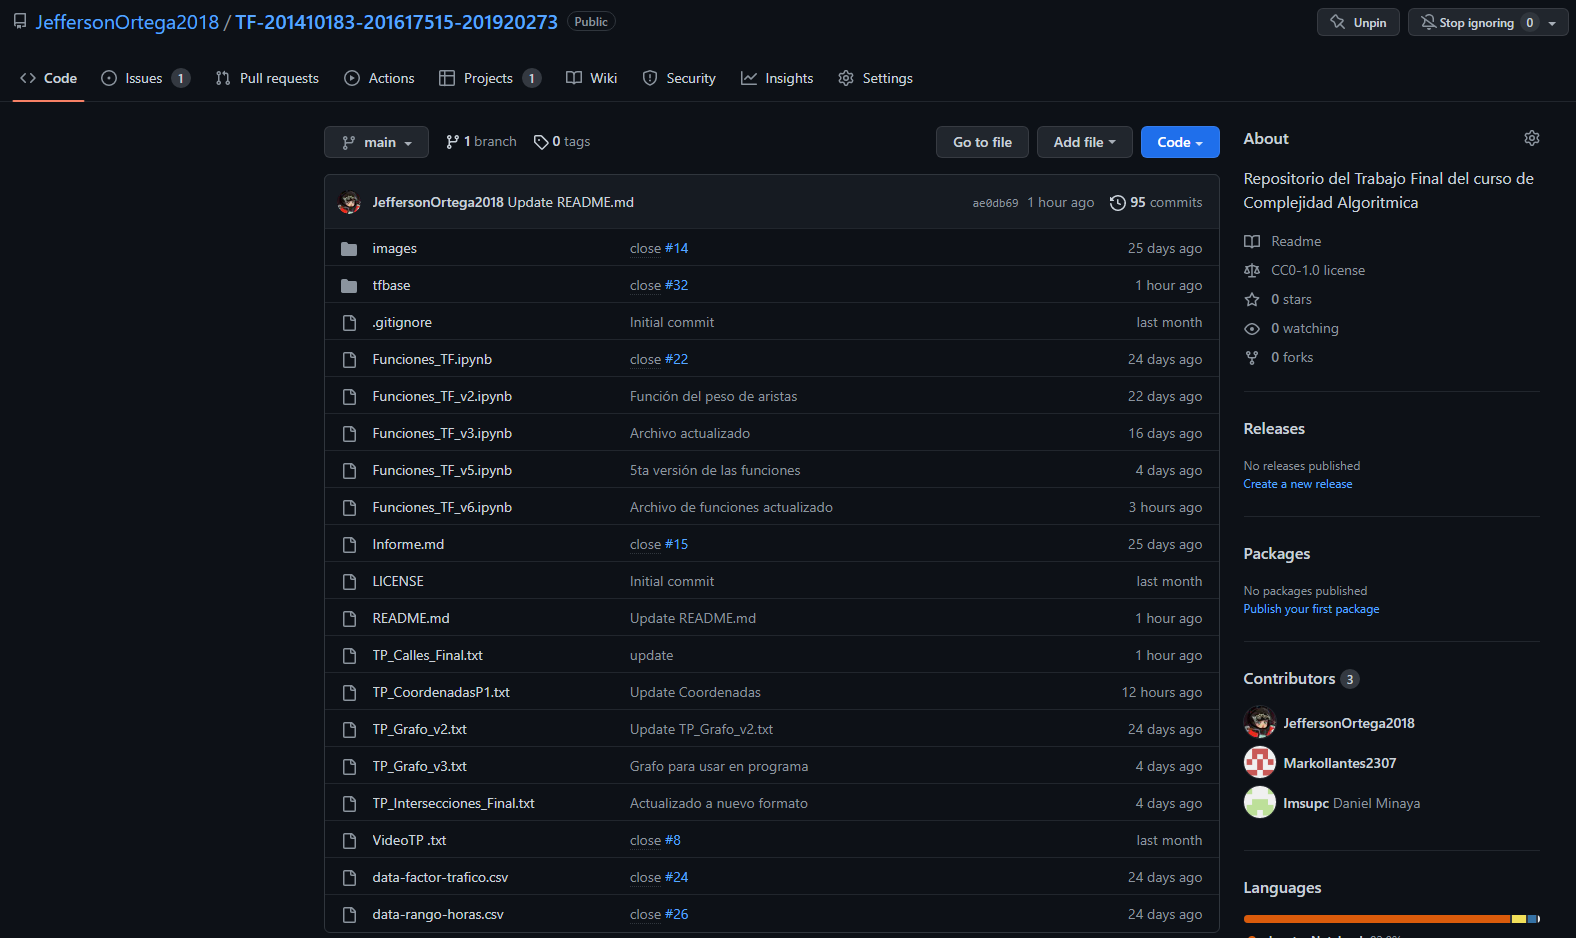 JeffersonOrtega2018 / TF-201410183-201617515-201920273 Public
Unpin Stop ignoring 0
Code Issues 1 Pull requests Actions Projects 1 Wiki Security Insights Settings
main 1 branch 0 tags Go to file Add file Code
JeffersonOrtega2018 Update README.md ae0db69 1 hour ago 95 commits
images close #14 25 days ago
tfbase close #32 1 hour ago
.gitignore Initial commit last month
Funciones_TF.ipynb close #22 24 days ago
Funciones_TF_v2.ipynb Función del peso de aristas 22 days ago
Funciones_TF_v3.ipynb Archivo actualizado 16 days ago
Funciones_TF_v5.ipynb 5ta versión de las funciones 4 days ago
Funciones_TF_v6.ipynb Archivo de funciones actualizado 3 hours ago
Informe.md close #15 25 days ago
LICENSE Initial commit last month
README.md Update README.md 1 hour ago
TP_Calles_Final.txt update 1 hour ago
TP_CoordenadasP1.txt Update Coordenadas 12 hours ago
TP_Grafo_v2.txt Update TP_Grafo_v2.txt 24 days ago
TP_Grafo_v3.txt Grafo para usar en programa 4 days ago
TP_Intersecciones_Final.txt Actualizado a nuevo formato 4 days ago
VideoTP .txt close #8 last month
data-factor-trafico.csv close #24 24 days ago
data-rango-horas.csv close #26 24 days ago
About
Repositorio del Trabajo Final del curso de
Complejidad Algoritmica
Readme
CC0-1.0 license
0 stars
0 watching
0 forks
Releases
No releases published
Create a new release
Packages
No packages published
Publish your first package
Contributors 3
JeffersonOrtega2018
Markollantes2307
lmsupc Daniel Minaya
Languages